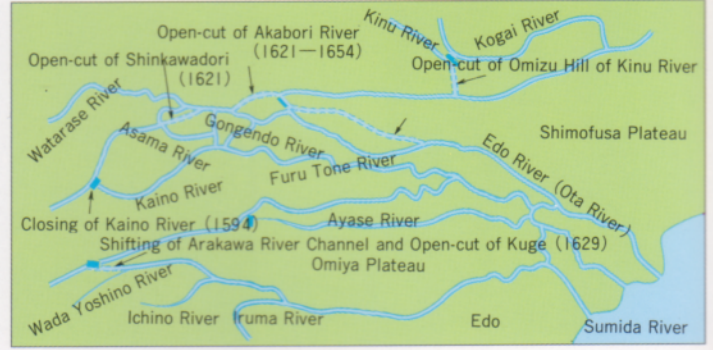 Kinu River
Kogai River
Open-cut of Akabori River
(1621—1654)
Open-cut of Shinkawadori
(1621)
Open-cut of Omizu Hill of Kinu River
Watarase River
Asama River
Gongendo River
Shimofusa Plateau
Edo River (Ota River)
Furu Tone River
Kaino River
Closing of Kaino River (1594)
Ayase River
Shifting of Arakawa River Channel and Open-cut of Kuge (1629)
Omiya Plateau
Wada Yoshino River
Ichino River
Iruma River
Edo
Sumida River